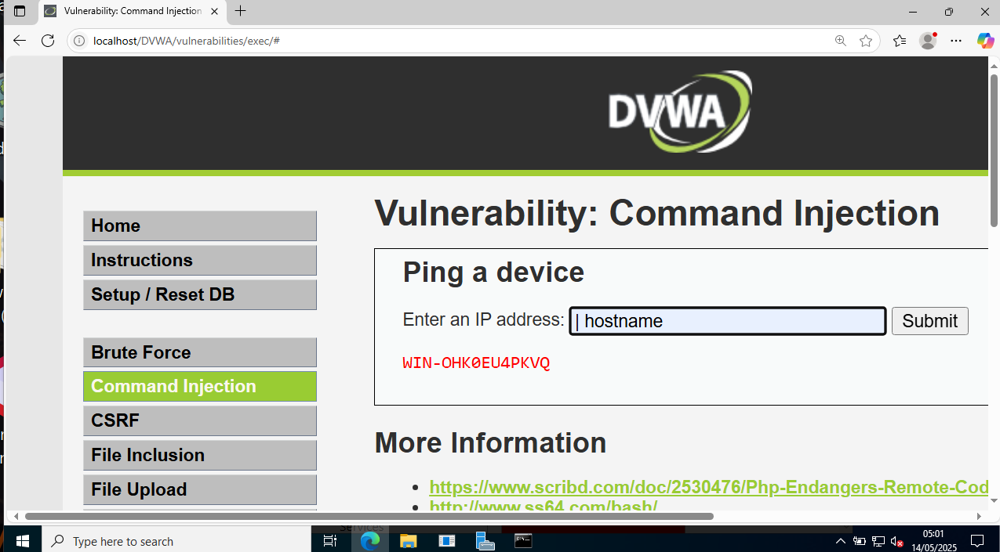 Vulnerability: Command Injection
localhost/DVWA/vulnerabilities/exec/#
DVWA
Home
Instructions
Setup / Reset DB
Brute Force
Command Injection
CSRF
File Inclusion
File Upload
Vulnerability: Command Injection
Ping a device
Enter an IP address: | hostname Submit
WIN-OHK0EU4PKVQ
More Information
• https://www.scribd.com/doc/2530476/Php-Endangers-Remote-Cod
• http://www.ss64.com/bash/
Services
Type here to search
05:01
14/05/2025